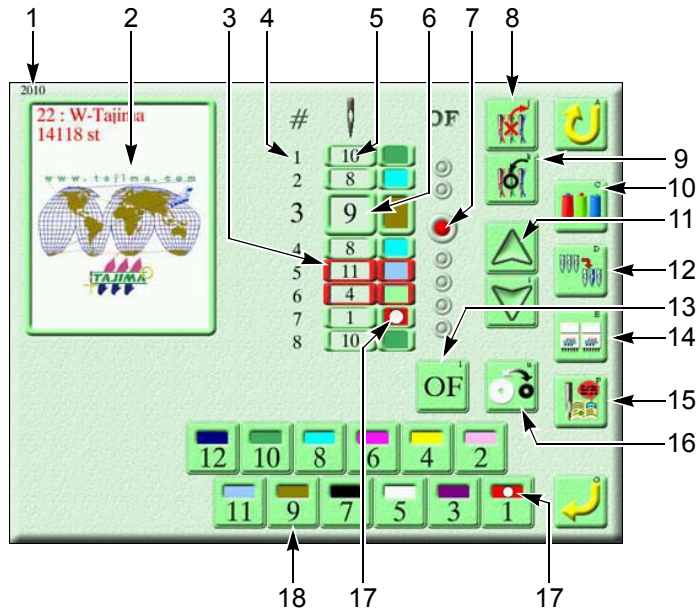 1 2 3 4 5 6 7 8
2010
22 : W-Tajima
14118 st
www.tajima.com
TAJIMA
# OF
1 10
2 8
3 9
4 8
5 11
6 4
7 1
8 10
J
A
k
9
C
10
11
D
12
i
13
E
14
l
OF
u
P
15
16
12 10 8 6 4 2
11 9 7 5 3 1
O
17
18 17 17